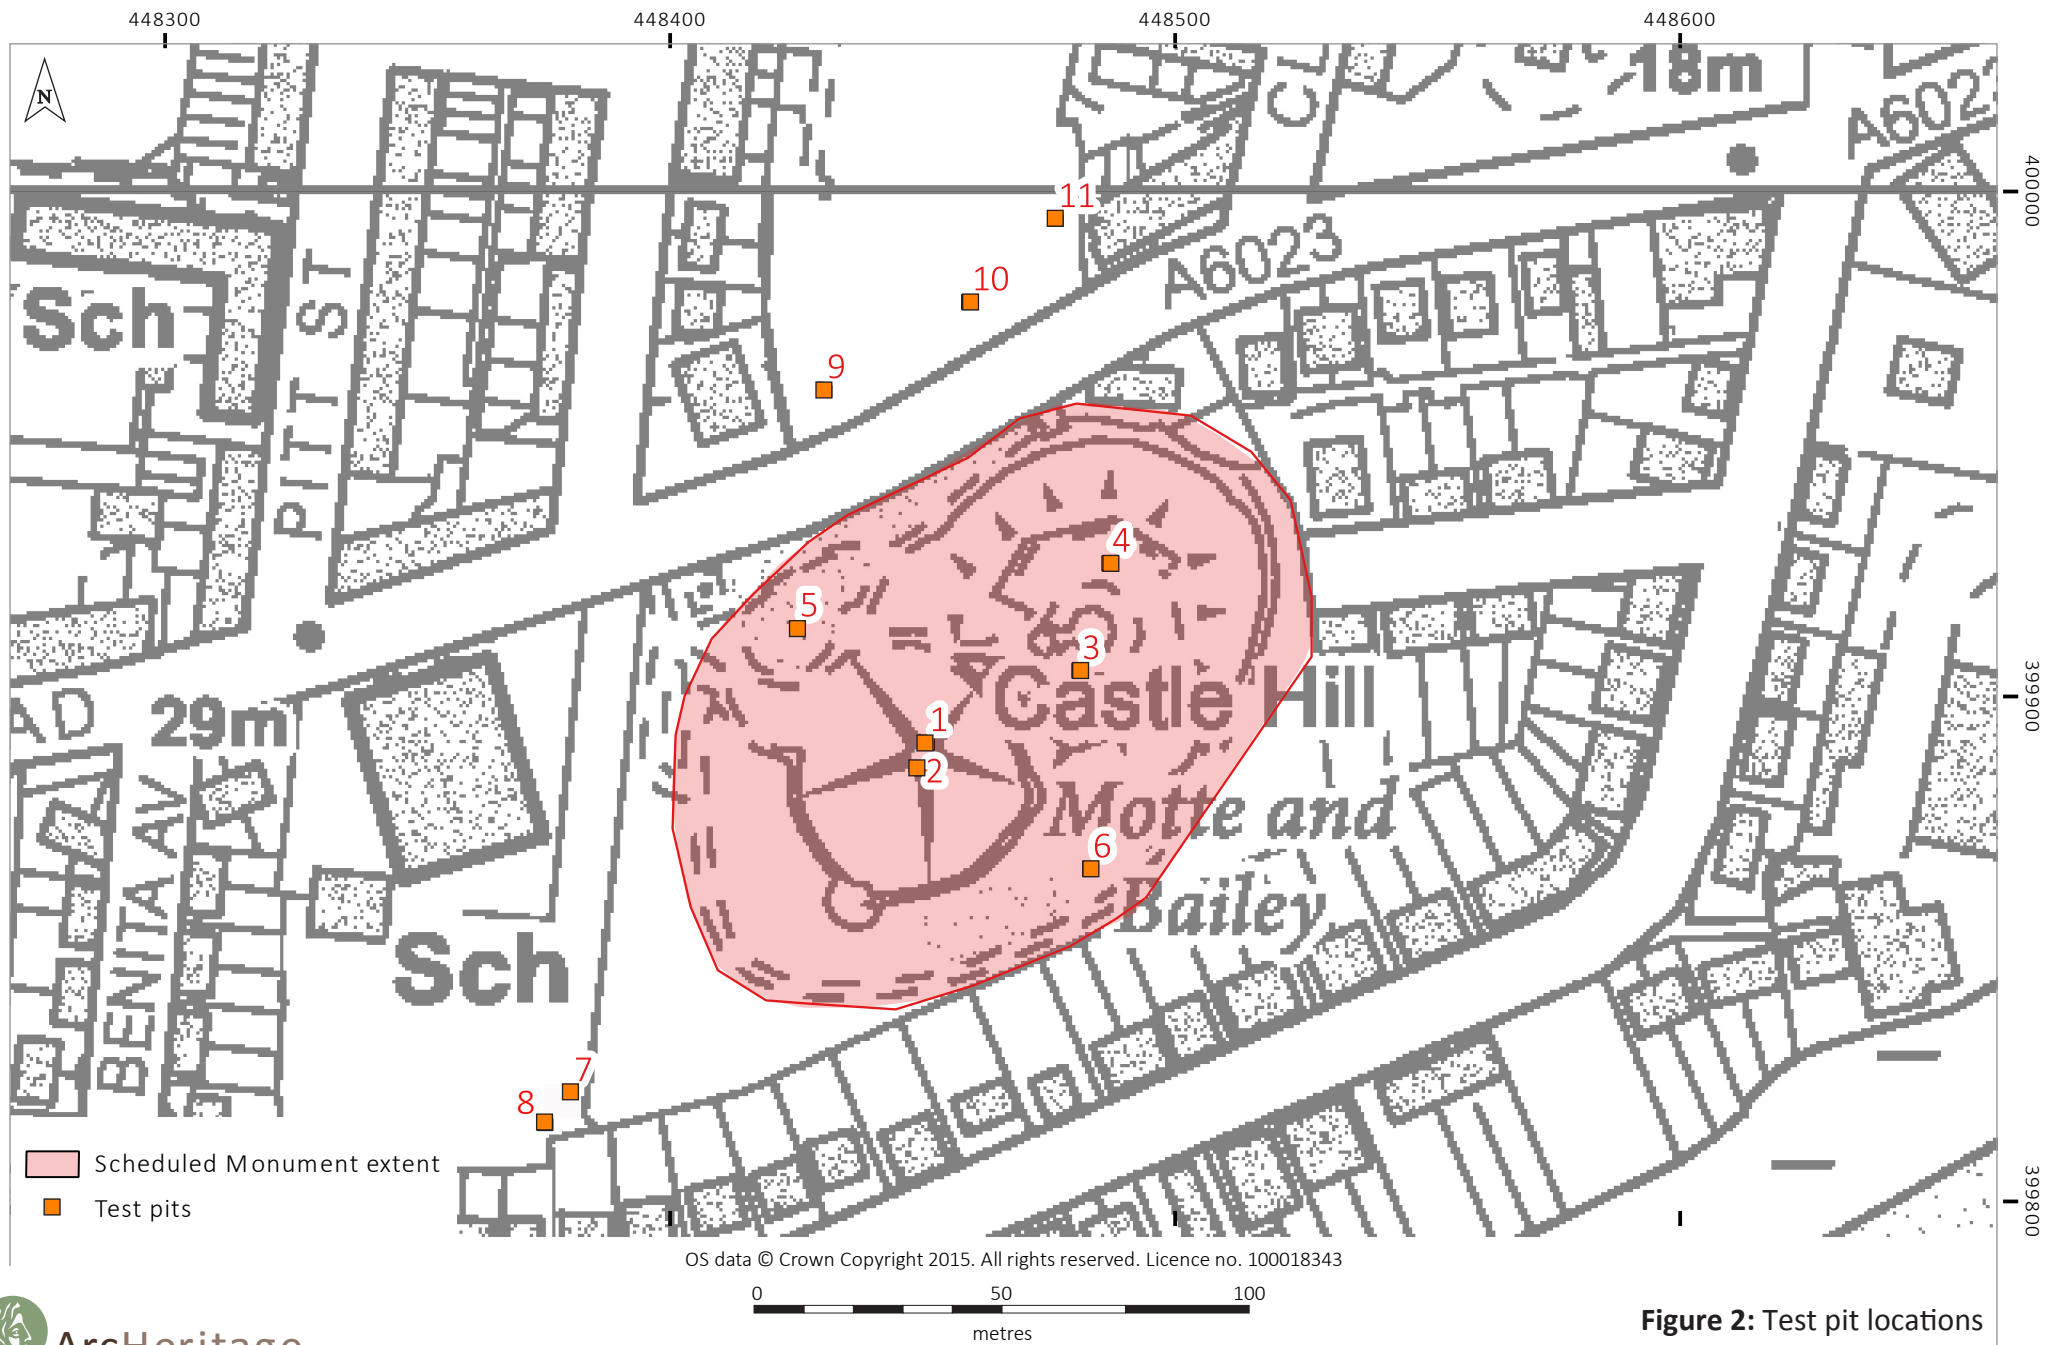 448300
448400
448500
448600
N
18m
A602
C
400000
11
PITT ST
A6023
10
Sch
9
4
5
3
Castle Hill
AD
29m
1
399900
2
Motte and
BENITA AV
6
Bailey
Sch
7
8
Scheduled Monument extent
Test pits
399800
OS data © Crown Copyright 2015. All rights reserved. Licence no. 100018343
0 50 100
metres
Figure 2: Test pit locations
ArcHeritage